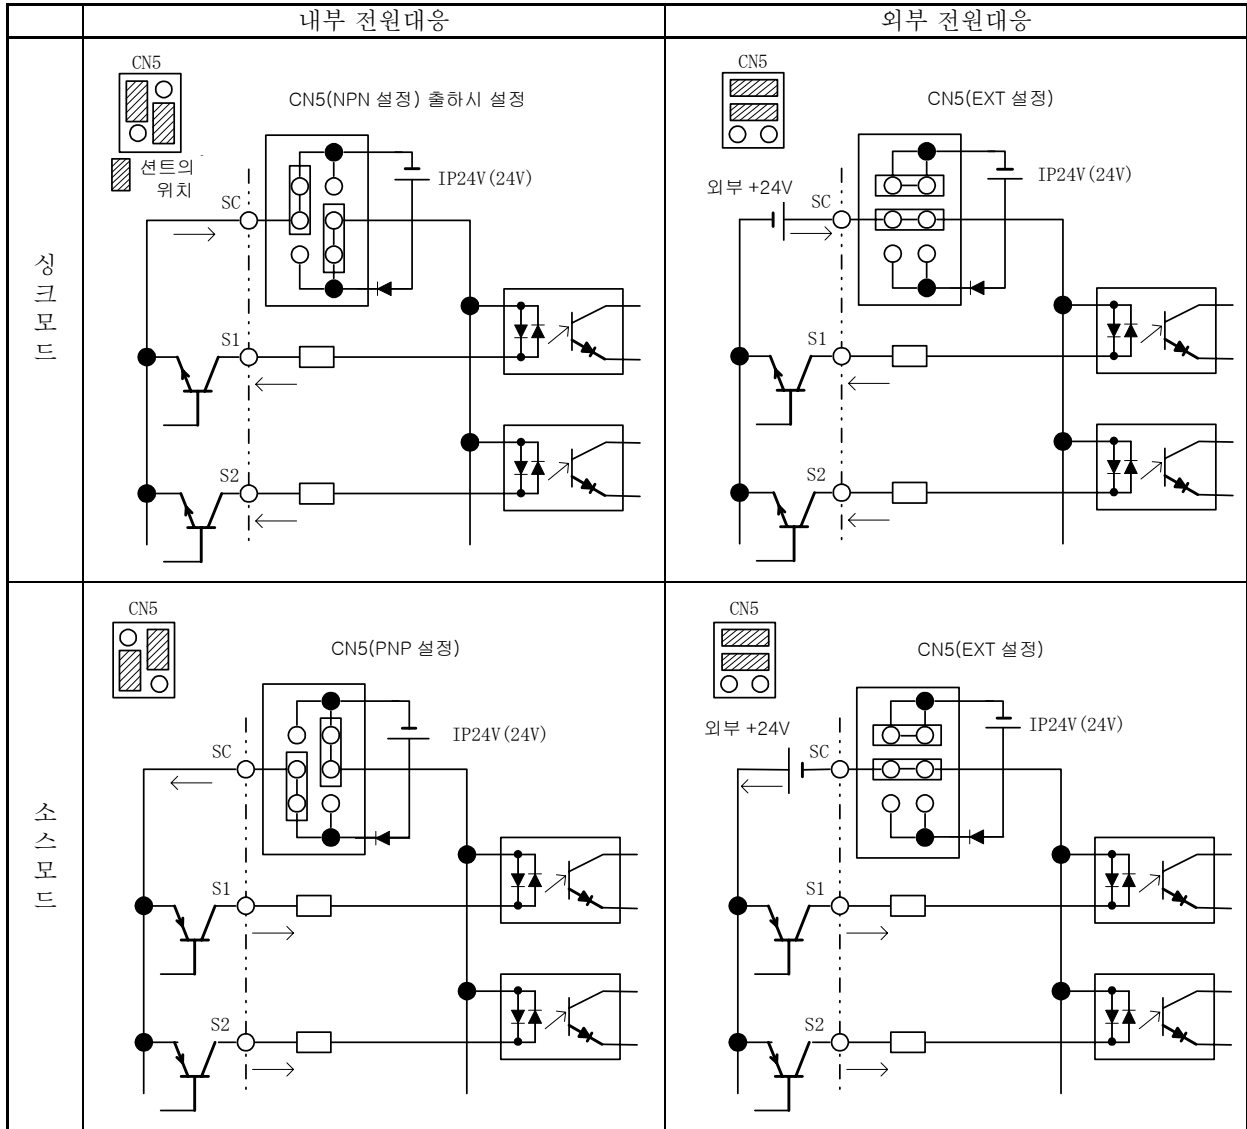 내부 전원대응
외부 전원대응
싱크모드
CN5
CN5(NPN 설정) 출하시 설정
션트의
위치
IP24V(24V)
SC
S1
S2
CN5
CN5(EXT 설정)
외부 +24V
IP24V(24V)
SC
S1
S2
소스모드
CN5
CN5(PNP 설정)
IP24V(24V)
SC
S1
S2
CN5
CN5(EXT 설정)
외부 +24V
IP24V(24V)
SC
S1
S2